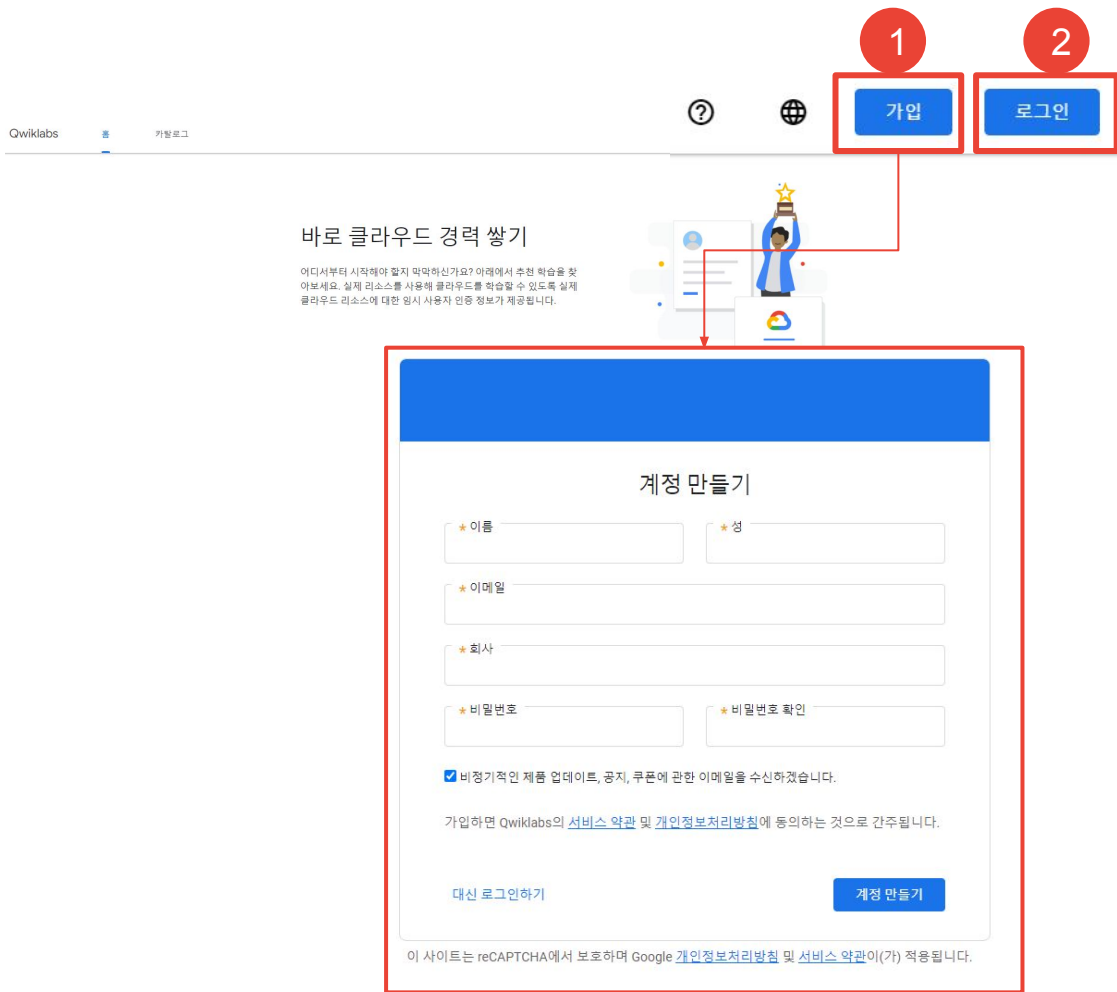 1
2
가입
로그인
Qwiklabs
홈
카탈로그
바로 클라우드 경력 쌓기
어디서부터 시작해야 할지 막막하신가요? 아래에서 추천 학습을 찾
아보세요. 실제 리소스를 사용해 클라우드를 학습할 수 있도록 실제
클라우드 리소스에 대한 임시 사용자 인증 정보가 제공됩니다.
계정 만들기
* 이름
* 성
* 이메일
* 회사
* 비밀번호
* 비밀번호 확인
비정기적인 제품 업데이트, 공지, 쿠폰에 관한 이메일을 수신하겠습니다.
가입하면 Qwiklabs의 서비스 약관 및 개인정보처리방침에 동의하는 것으로 간주됩니다.
대신 로그인하기
계정 만들기
이 사이트는 reCAPTCHA에서 보호하며 Google 개인정보처리방침 및 서비스 약관이(가) 적용됩니다.